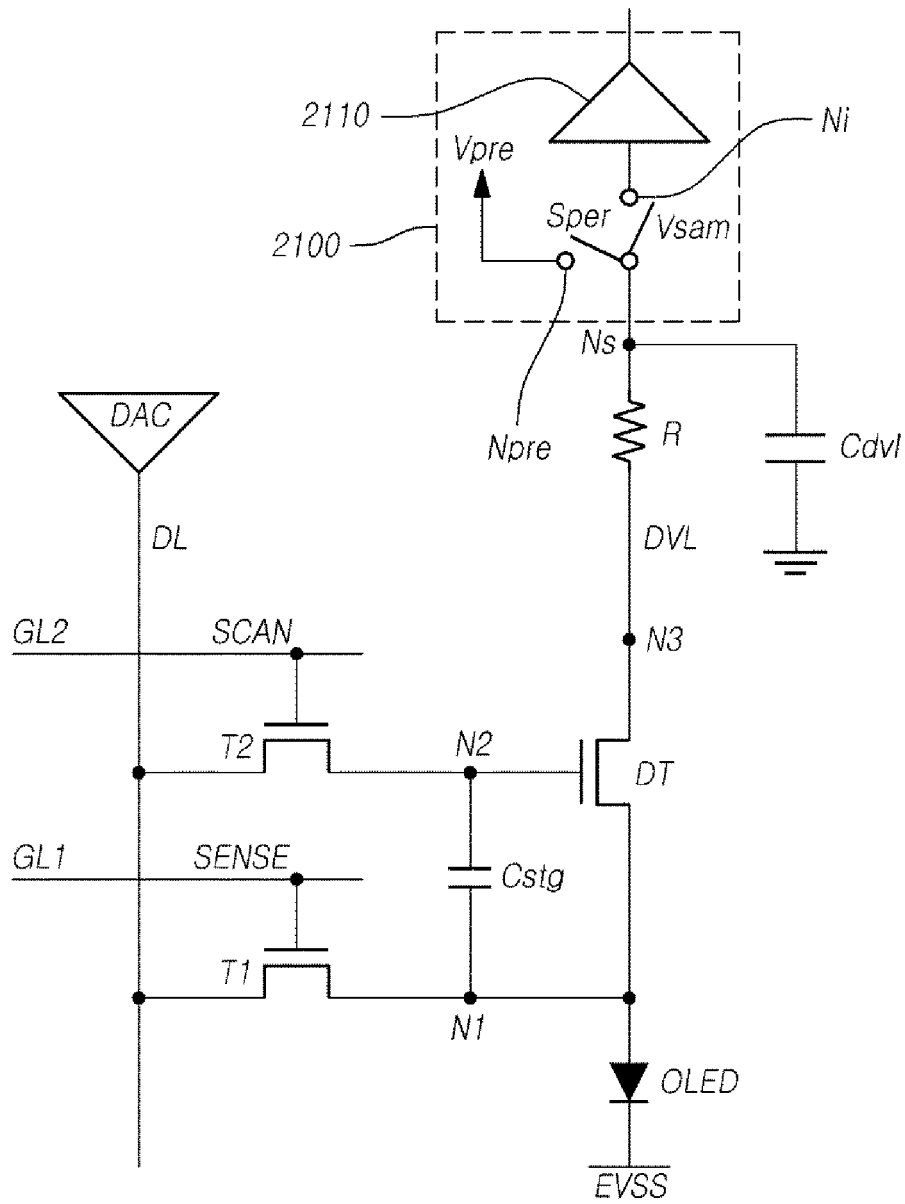 2110
Ni
Vpre
Sper
Vsam
2100
Ns
DAC
Npre
R
Cdvl
DL
DVL
GL2
SCAN
N3
T2
N2
DT
GL1
SENSE
Cstg
T1
N1
OLED
EVSS